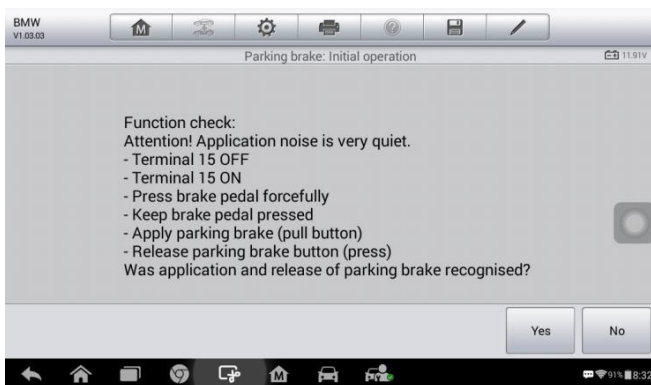 BMW
V1.03.03
M
Parking brake: Initial operation
11.91V
Function check:
Attention! Application noise is very quiet.
- Terminal 15 OFF
- Terminal 15 ON
- Press brake pedal forcefully
- Keep brake pedal pressed
- Apply parking brake (pull button)
- Release parking brake button (press)
Was application and release of parking brake recognised?
Yes No
M
91% 8:32